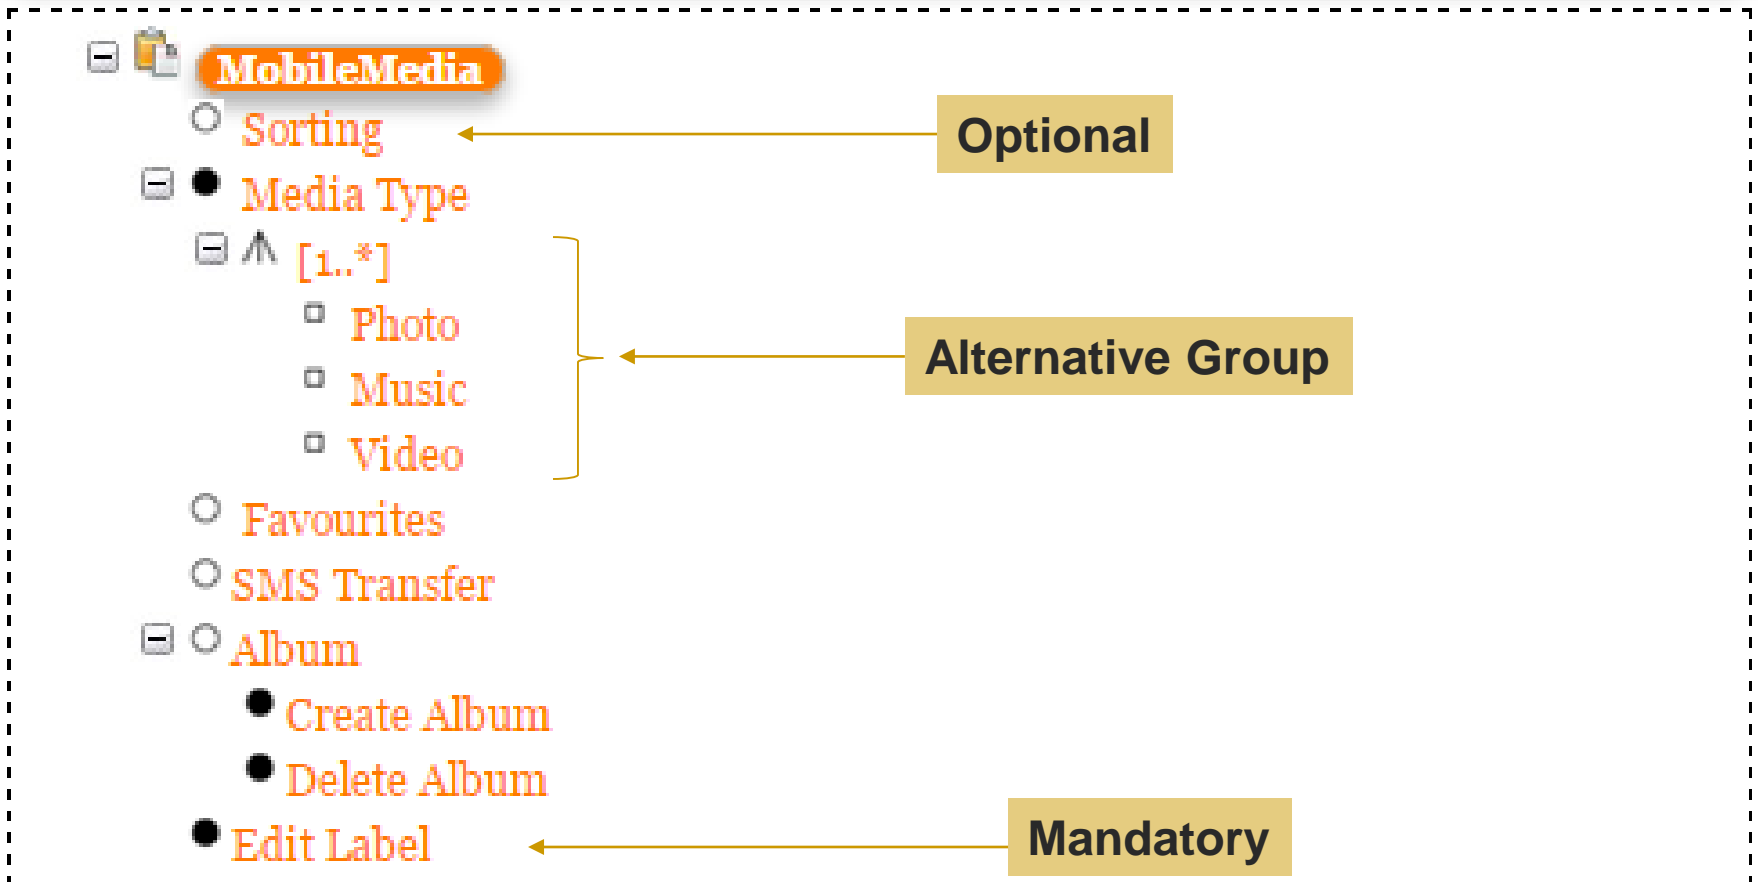 MobileMedia
Sorting
Optional
Media Type
[1..*]
Photo
Alternative Group
Music
Video
Favourites
SMS Transfer
Album
Create Album
Delete Album
Edit Label
Mandatory